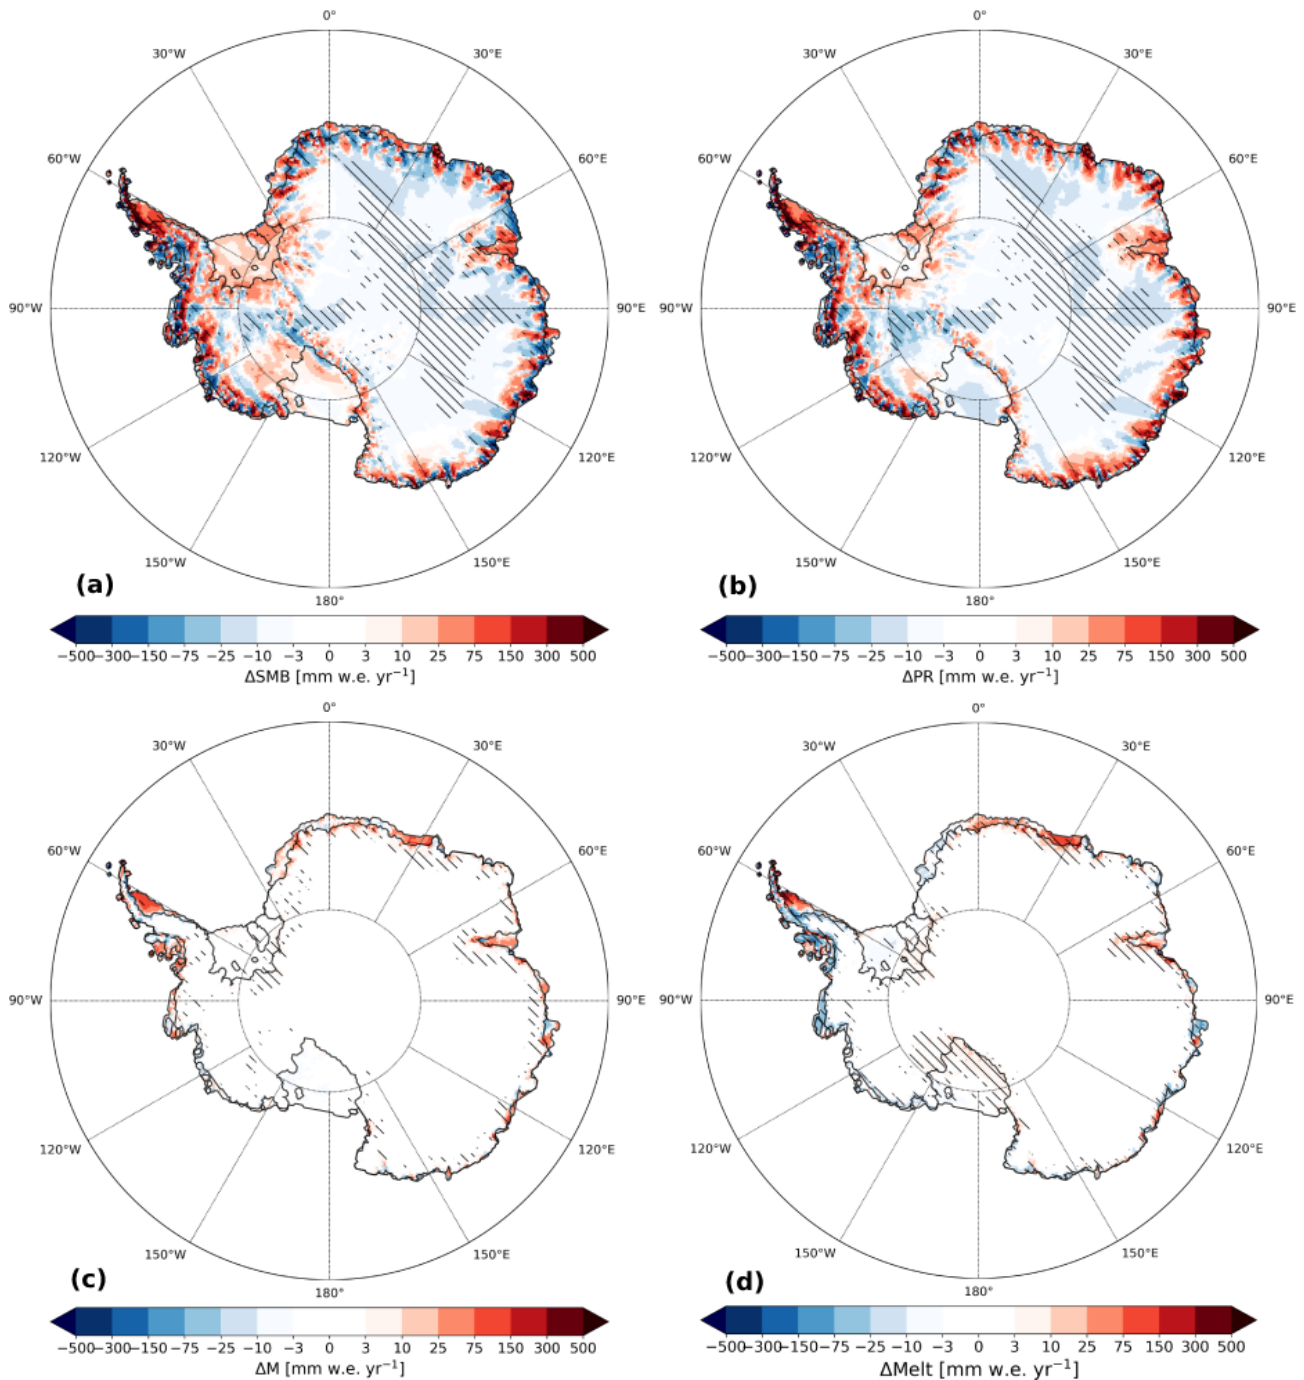 0° 0°
30°W 30°E 30°W 30°E
60°W 60°E 60°W 60°E
90°W 90°E 90°W 90°E
120°W 120°E 120°W 120°E
150°W 150°E 150°W 150°E
(a) 180° (b) 180°
−500 −300 −150 −75 −25 −10 −3 0 3 10 25 75 150 300 500
ΔSMB [mm w.e. yr⁻¹]
−500 −300 −150 −75 −25 −10 −3 0 3 10 25 75 150 300 500
ΔPR [mm w.e. yr⁻¹]
0° 0°
30°W 30°E 30°W 30°E
60°W 60°E 60°W 60°E
90°W 90°E 90°W 90°E
120°W 120°E 120°W 120°E
150°W 150°E 150°W 150°E
(c) 180° (d) 180°
−500 −300 −150 −75 −25 −10 −3 0 3 10 25 75 150 300 500
ΔM [mm w.e. yr⁻¹]
−500 −300 −150 −75 −25 −10 −3 0 3 10 25 75 150 300 500
ΔMelt [mm w.e. yr⁻¹]